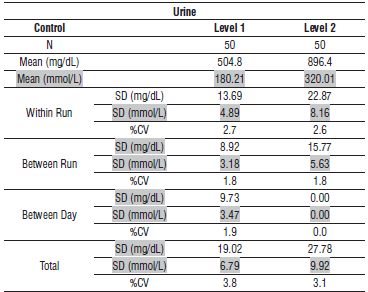 Urine
Control Level 1 Level 2
N 50 50
Mean (mg/dL) 504.8 896.4
Mean (mmol/L) 180.21 320.01
SD (mg/dL) 13.69 22.87
Within Run SD (mmol/L) 4.89 8.16
%CV 2.7 2.6
SD (mg/dL) 8.92 15.77
Between Run SD (mmol/L) 3.18 5.63
%CV 1.8 1.8
SD (mg/dL) 9.73 0.00
Between Day SD (mmol/L) 3.47 0.00
%CV 1.9 0.0
SD (mg/dL) 19.02 27.78
Total SD (mmol/L) 6.79 9.92
%CV 3.8 3.1